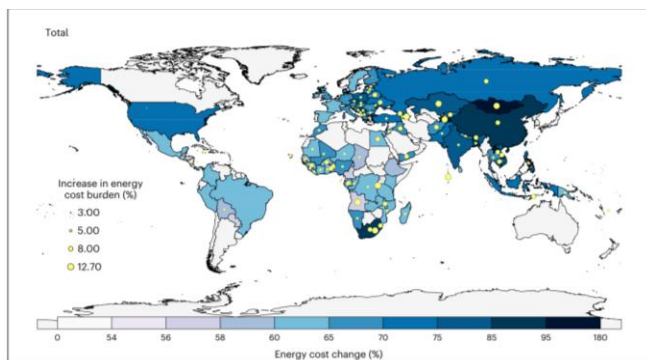 Total
Increase in energy
cost burden (%)
3.00
5.00
8.00
12.70
0 54 56 58 60 65 70 75 85 95 180
Energy cost change (%)